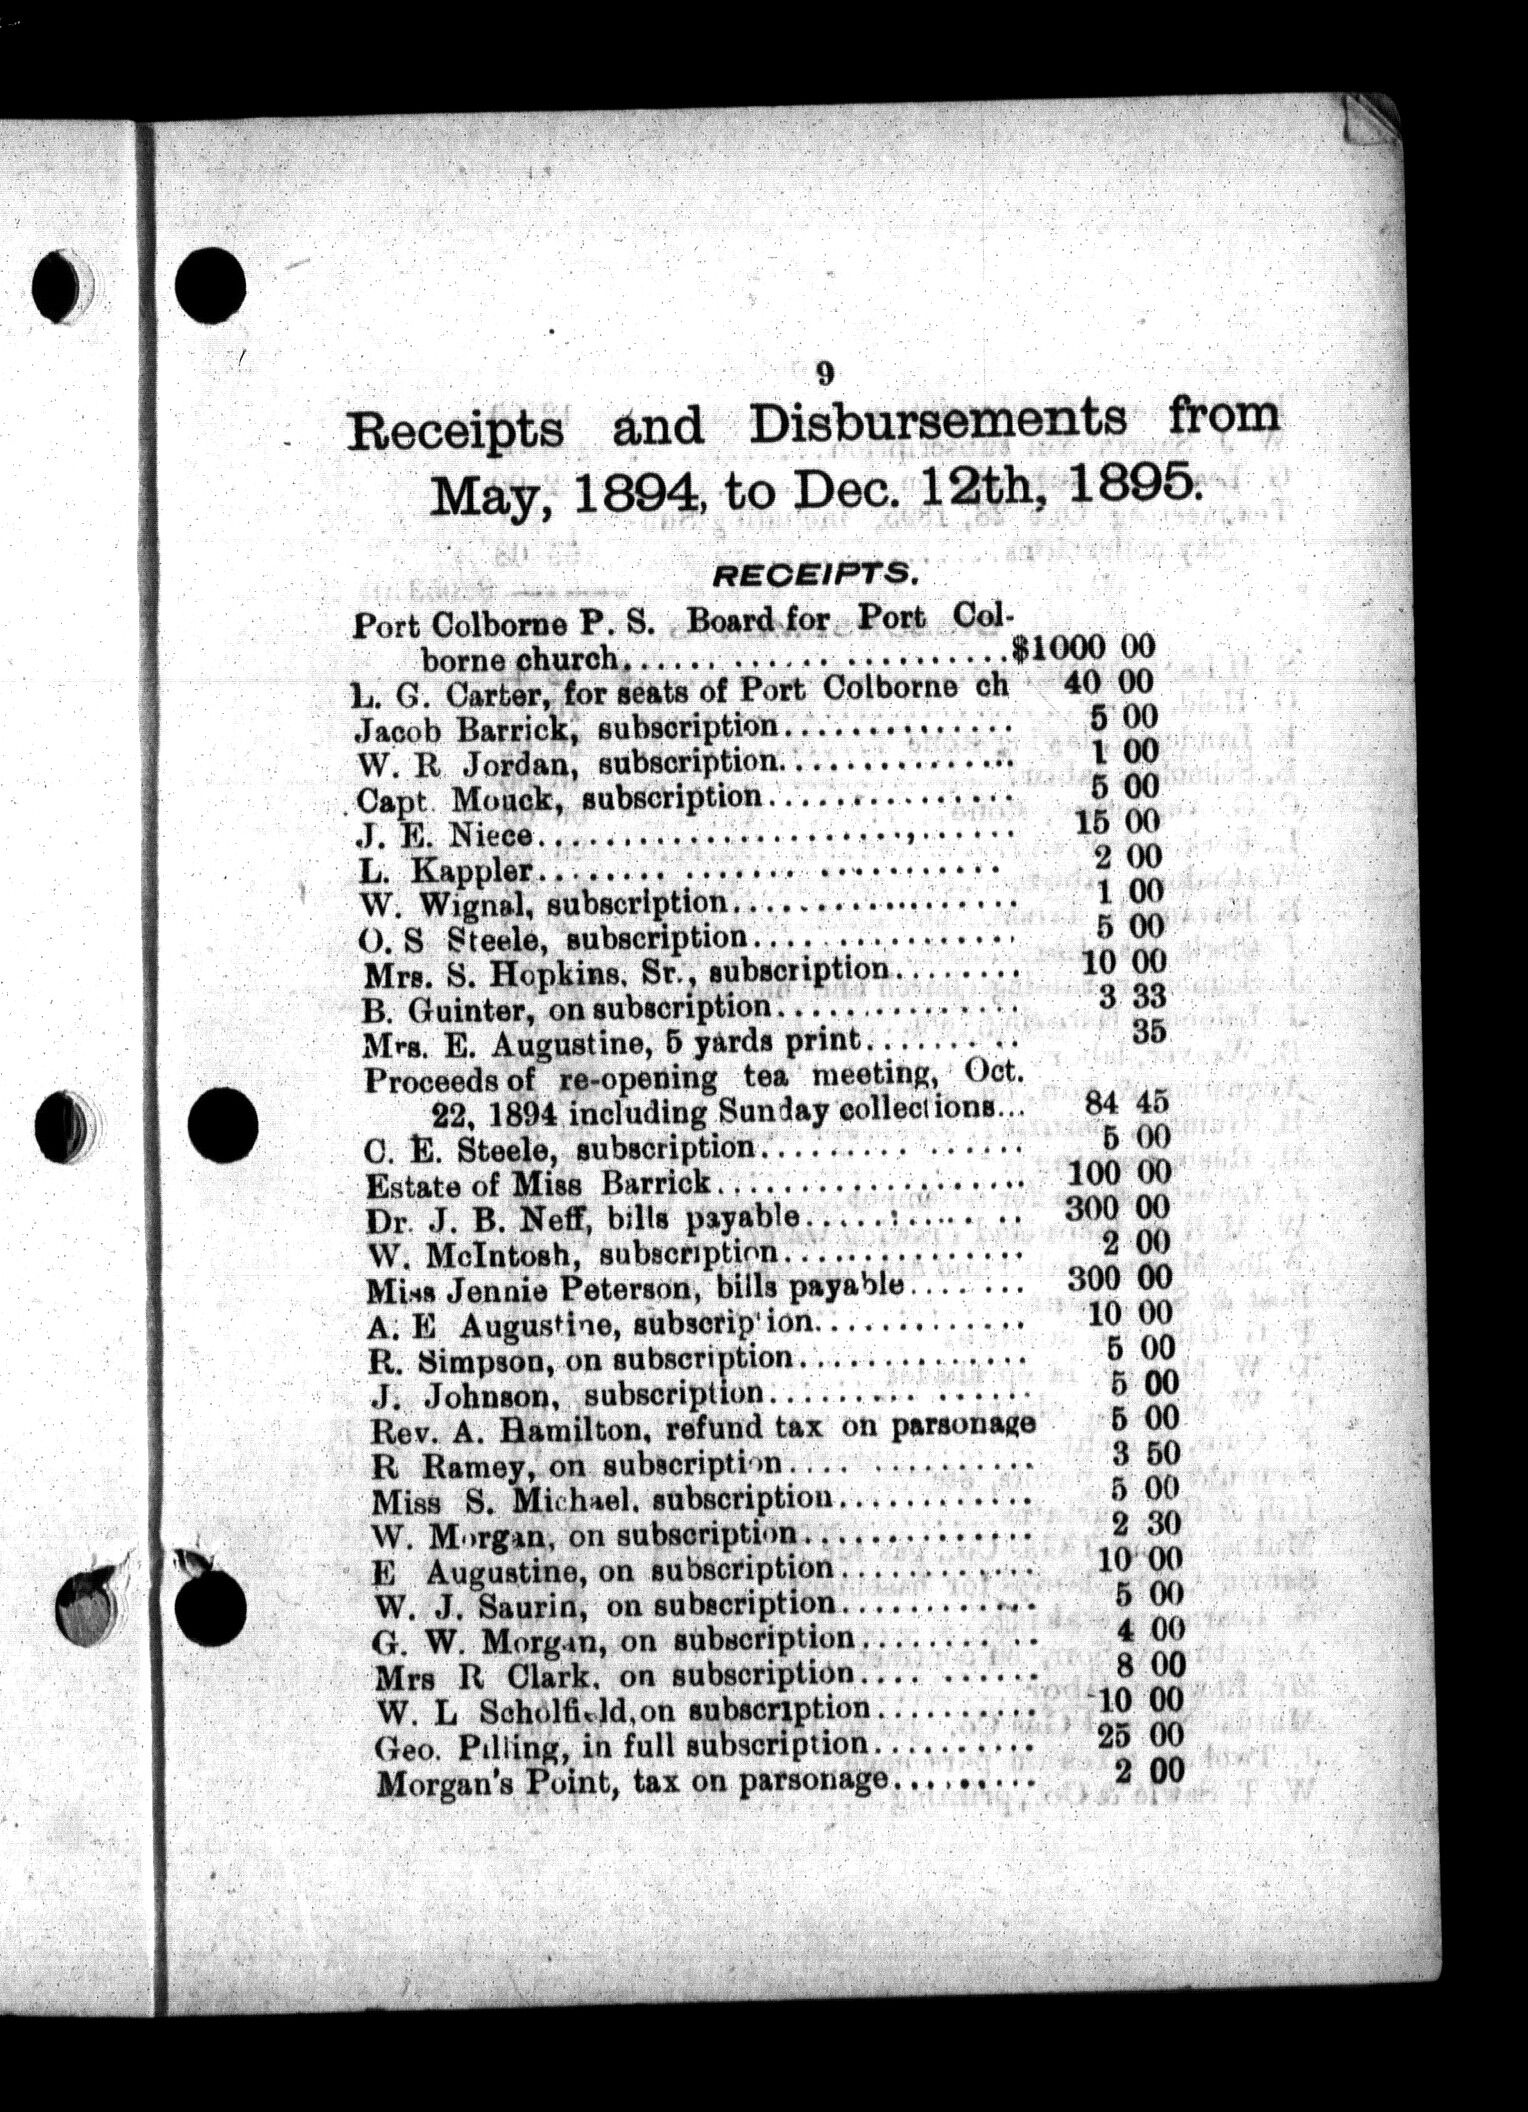 9
Receipts and Disbursements from
May, 1894, to Dec. 12th, 1895.
RECEIPTS.
Port Colborne P. S. Board for Port Col-
borne church...... .......................$1000 00
L. G. Carter, for seats of Port Colborne ch 40 00
Jacob Barrick, subscription.............. 5 00
W. R Jordan, subscription.............. 1 00
Capt. Mouck, subscription............... 5 00
J. E. Niece......................,...... 15 00
L. Kappler........ ........ ........... 2 00
W. Wignal, subscription................. 1 00
O. S Steele, subscription................ 5 00
Mrs. S. Hopkins, Sr., subscription........ 10 00
B. Guinter, on subscription............... 3 33
Mrs. E. Augustine, 5 yards print......... 35
Proceeds of re-opening tea meeting, Oct.
22, 1894, including Sunday collections... 84 45
C. E. Steele, subscription......... ...... 5 00
Estate of Miss Barrick................... 100 00
Dr. J. B. Neff, bills payable.....:..... .. 300 00
W. McIntosh, subscription............... 2 00
Miss Jennie Peterson, bills payable....... 300 00
A. E Augustine, subscription............. 10 00
R. Simpson, on subscription.............. 5 00
J. Johnson, subscription......... ...... 5 00
Rev. A. Hamilton, refund tax on parsonage 5 00
R Ramey, on subscription.... .......... 3 50
Miss S. Michael, subscription............ 5 00
W. Morgan, on subscription.............. 2 30
E Augustine, on subscription............ 10 00
W. J. Saurin, on subscription............ 5 00
G. W. Morgan, on subscription........ .. 4 00
Mrs R Clark, on subscription.... ...... 8 00
W. L Scholfield, on subscription.......... 10 00
Geo. Pilling, in full subscription.......... 25 00
Morgan's Point, tax on parsonage......... 2 00